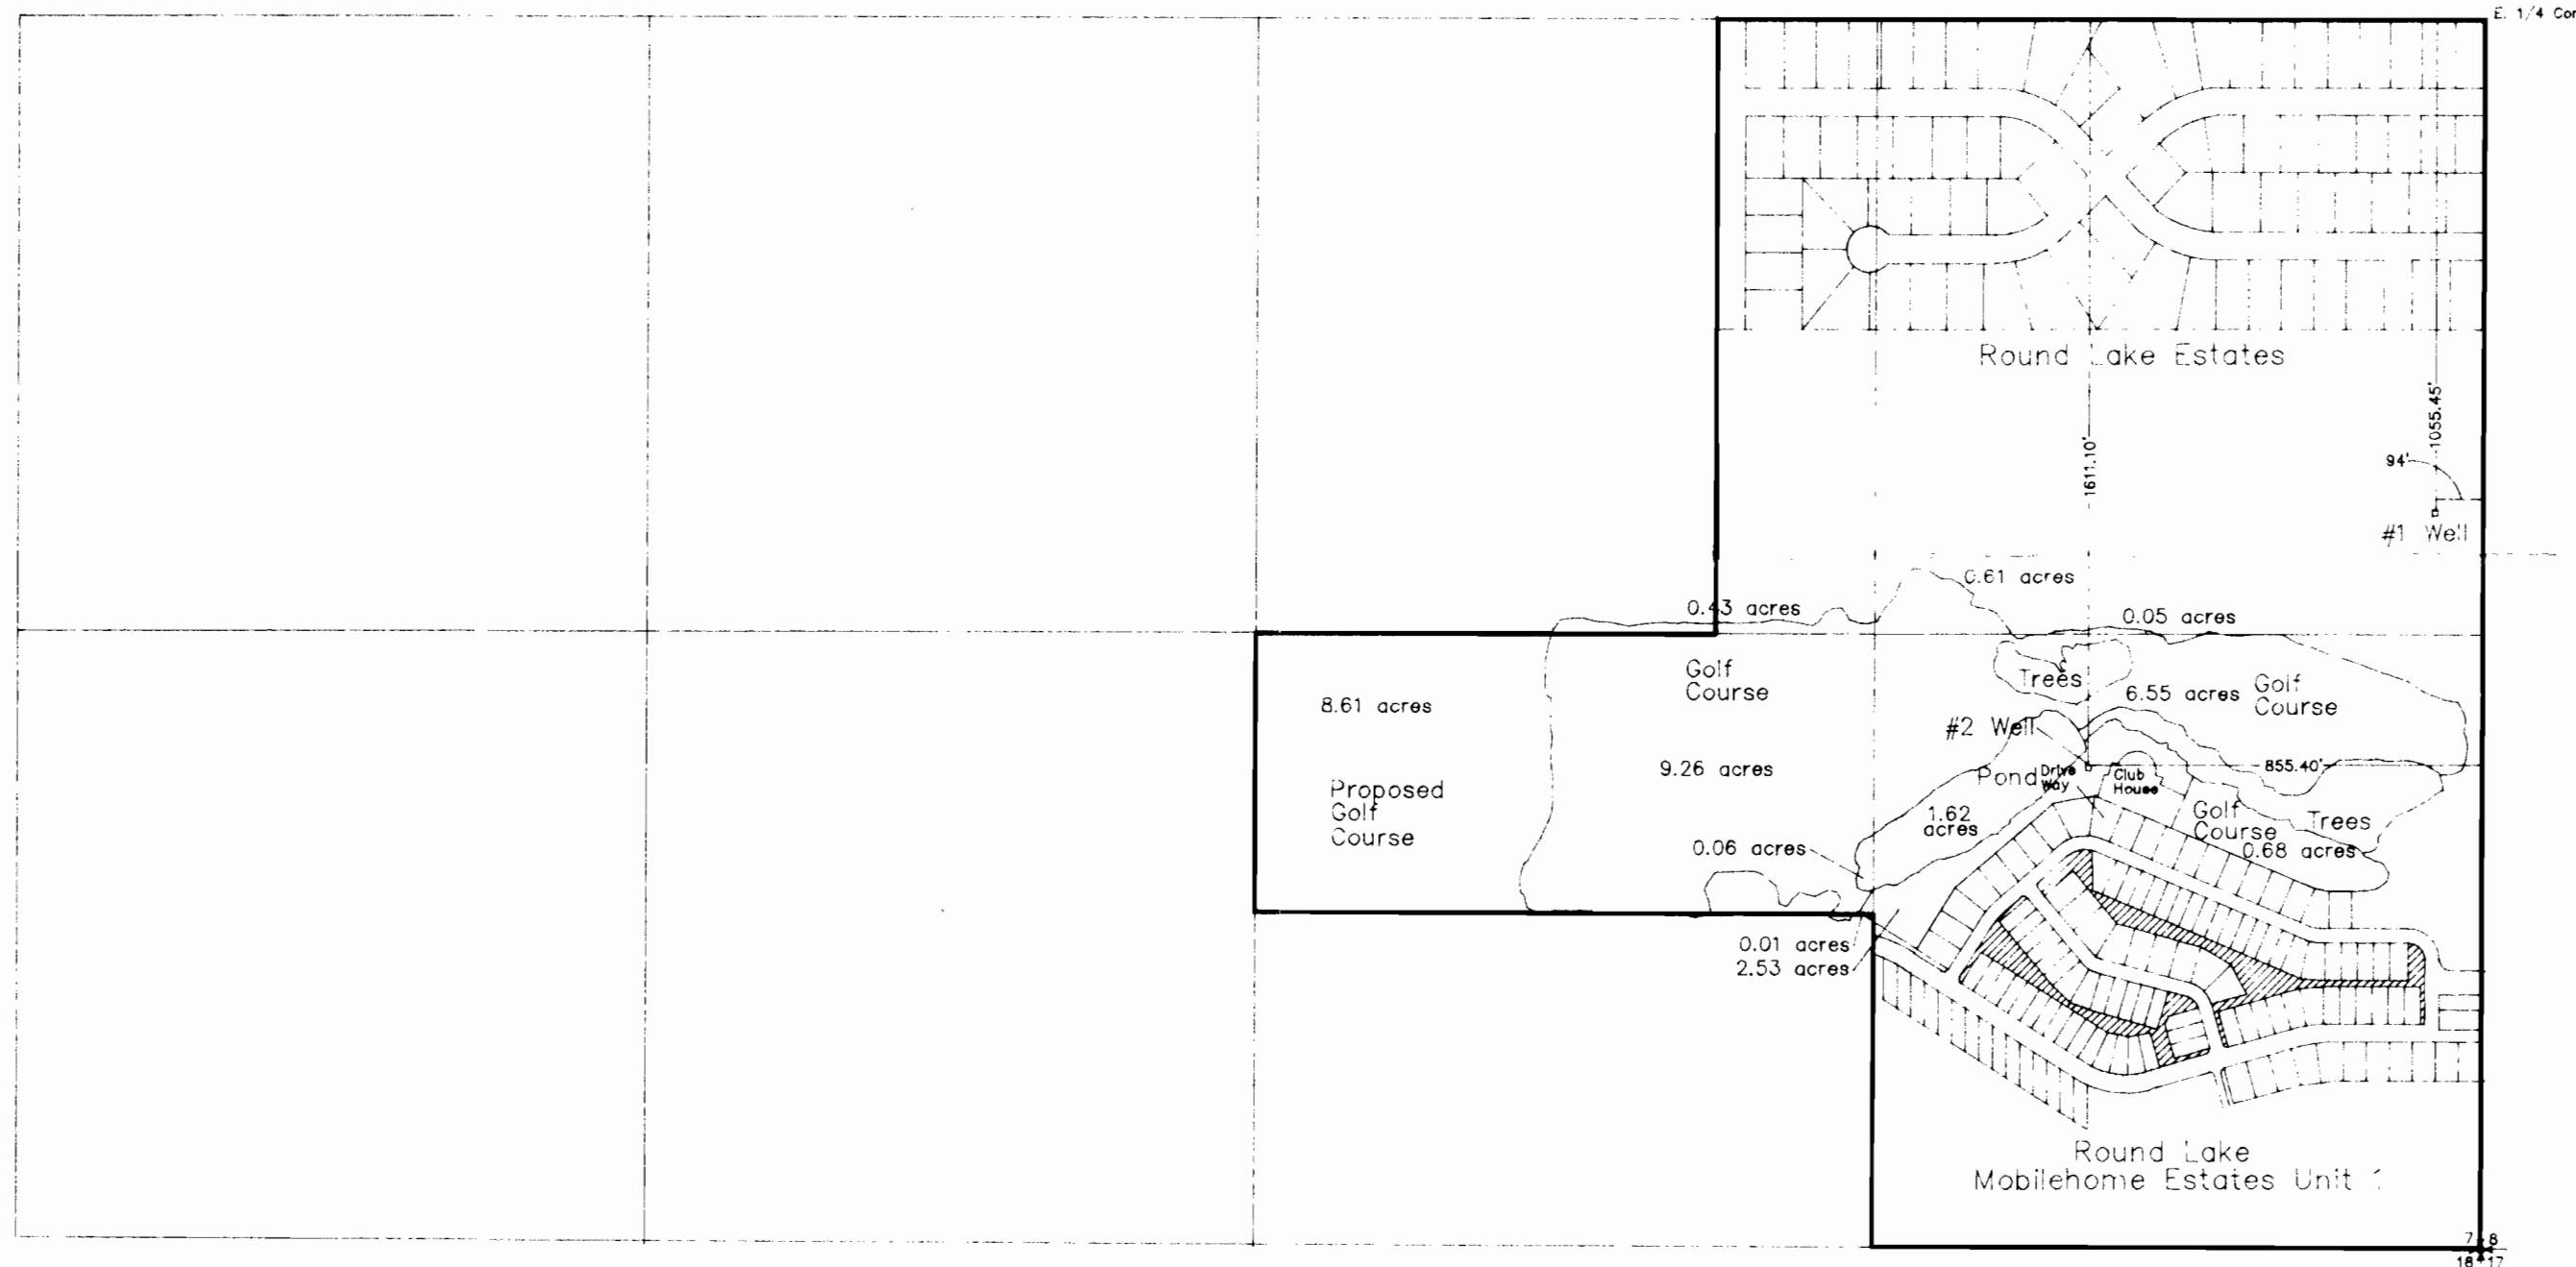 E. 1/4 Cor
Round Lake Estates
1055.45'
1611.10'
94'
#1 Well
0.61 acres
0.43 acres
0.05 acres
Golf
Course
Trees
8.61 acres
6.55 acres
Golf
Course
#2 Well
855.40'
9.26 acres
Pond
Drive
Way
Club
House
Proposed
Golf
Course
1.62
acres
Golf
Course
Trees
0.06 acres
0.68 acres
0.01 acres
2.53 acres
Round Lake
Mobilehome Estates Unit
7 8
18 17